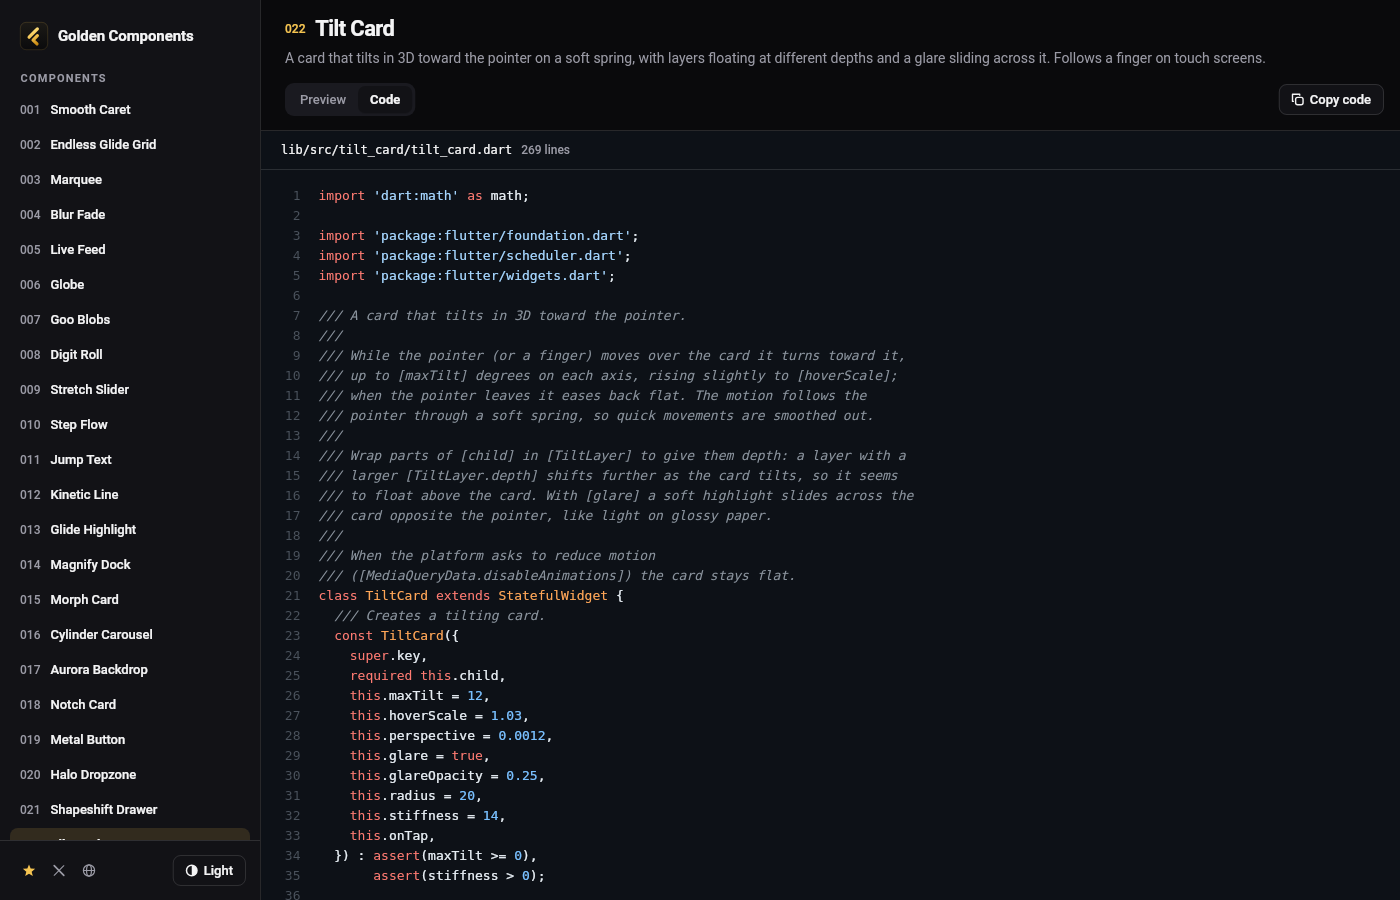 Golden Components
COMPONENTS
001 Smooth Caret
002 Endless Glide Grid
003 Marquee
004 Blur Fade
005 Live Feed
006 Globe
007 Goo Blobs
008 Digit Roll
009 Stretch Slider
010 Step Flow
011 Jump Text
012 Kinetic Line
013 Glide Highlight
014 Magnify Dock
015 Morph Card
016 Cylinder Carousel
017 Aurora Backdrop
018 Notch Card
019 Metal Button
020 Halo Dropzone
021 Shapeshift Drawer
Light
022 Tilt Card
A card that tilts in 3D toward the pointer on a soft spring, with layers floating at different depths and a glare sliding across it. Follows a finger on touch screens.
Preview Code
Copy code
lib/src/tilt_card/tilt_card.dart 269 lines
1 import 'dart:math' as math;
2
3 import 'package:flutter/foundation.dart';
4 import 'package:flutter/scheduler.dart';
5 import 'package:flutter/widgets.dart';
6
7 /// A card that tilts in 3D toward the pointer.
8 ///
9 /// While the pointer (or a finger) moves over the card it turns toward it,
10 /// up to [maxTilt] degrees on each axis, rising slightly to [hoverScale];
11 /// when the pointer leaves it eases back flat. The motion follows the
12 /// pointer through a soft spring, so quick movements are smoothed out.
13 ///
14 /// Wrap parts of [child] in [TiltLayer] to give them depth: a layer with a
15 /// larger [TiltLayer.depth] shifts further as the card tilts, so it seems
16 /// to float above the card. With [glare] a soft highlight slides across the
17 /// card opposite the pointer, like light on glossy paper.
18 ///
19 /// When the platform asks to reduce motion
20 /// ([MediaQueryData.disableAnimations]) the card stays flat.
21 class TiltCard extends StatefulWidget {
22   /// Creates a tilting card.
23   const TiltCard({
24     super.key,
25     required this.child,
26     this.maxTilt = 12,
27     this.hoverScale = 1.03,
28     this.perspective = 0.0012,
29     this.glare = true,
30     this.glareOpacity = 0.25,
31     this.radius = 20,
32     this.stiffness = 14,
33     this.onTap,
34   }) : assert(maxTilt >= 0),
35        assert(stiffness > 0);
36